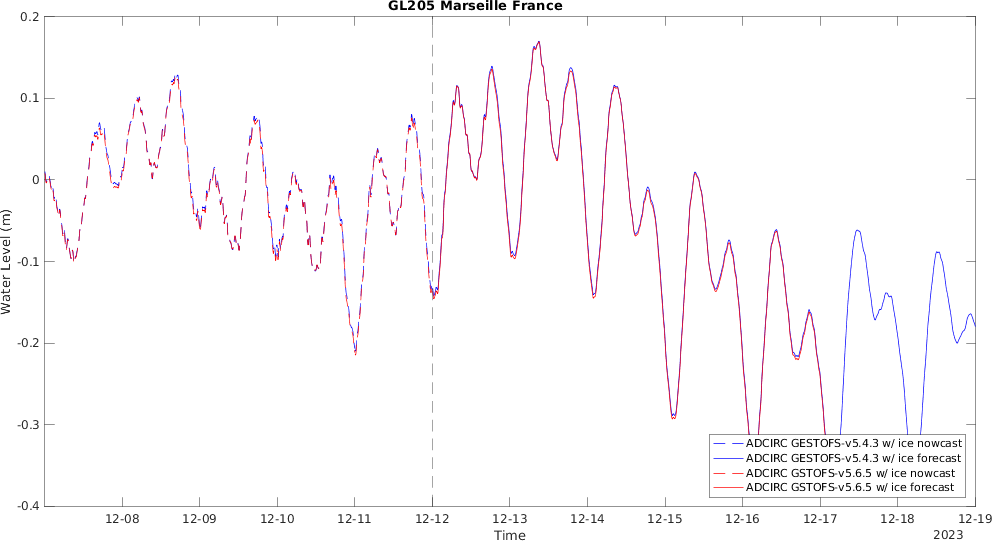 GL205 Marseille France
0.2
0.1
0
-0.1
-0.2
-0.3
-0.4
Water Level (m)
12-08
12-09
12-10
12-11
12-12
12-13
12-14
12-15
12-16
12-17
12-18
12-19
Time
2023
ADCIRC GESTOFS-v5.4.3 w/ ice nowcast
ADCIRC GESTOFS-v5.4.3 w/ ice forecast
ADCIRC GSTOFS-v5.6.5 w/ ice nowcast
ADCIRC GSTOFS-v5.6.5 w/ ice forecast